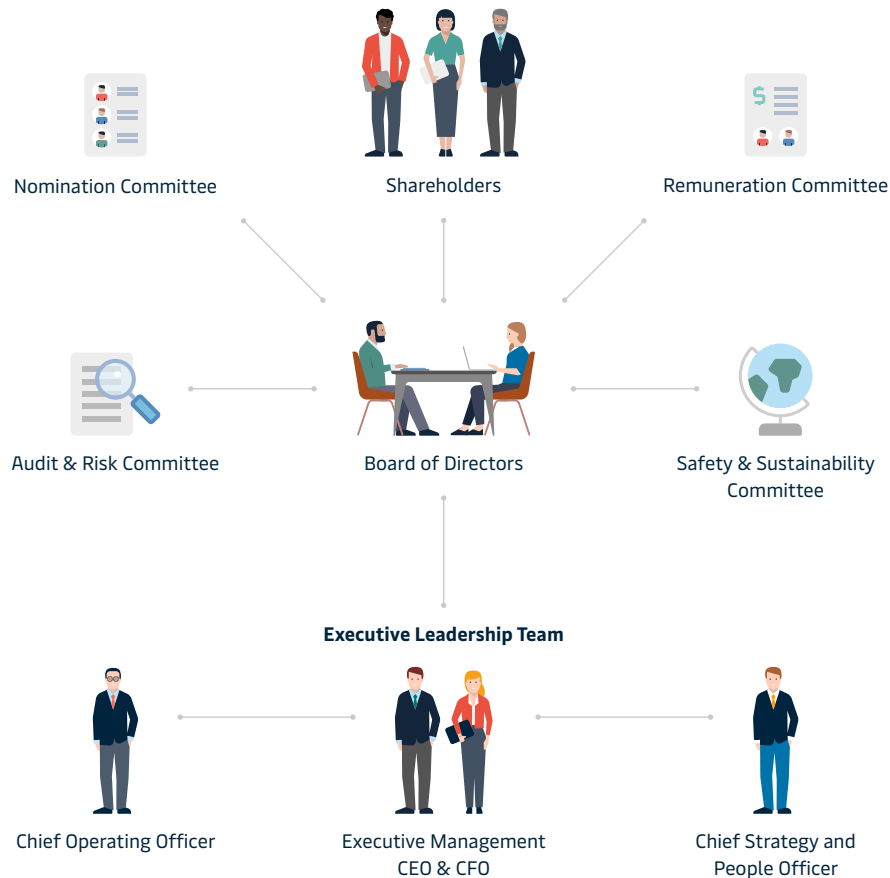 Nomination Committee
Shareholders
Remuneration Committee
Audit & Risk Committee
Board of Directors
Safety & Sustainability
Committee
Executive Leadership Team
Chief Operating Officer
Executive Management
CEO & CFO
Chief Strategy and
People Officer